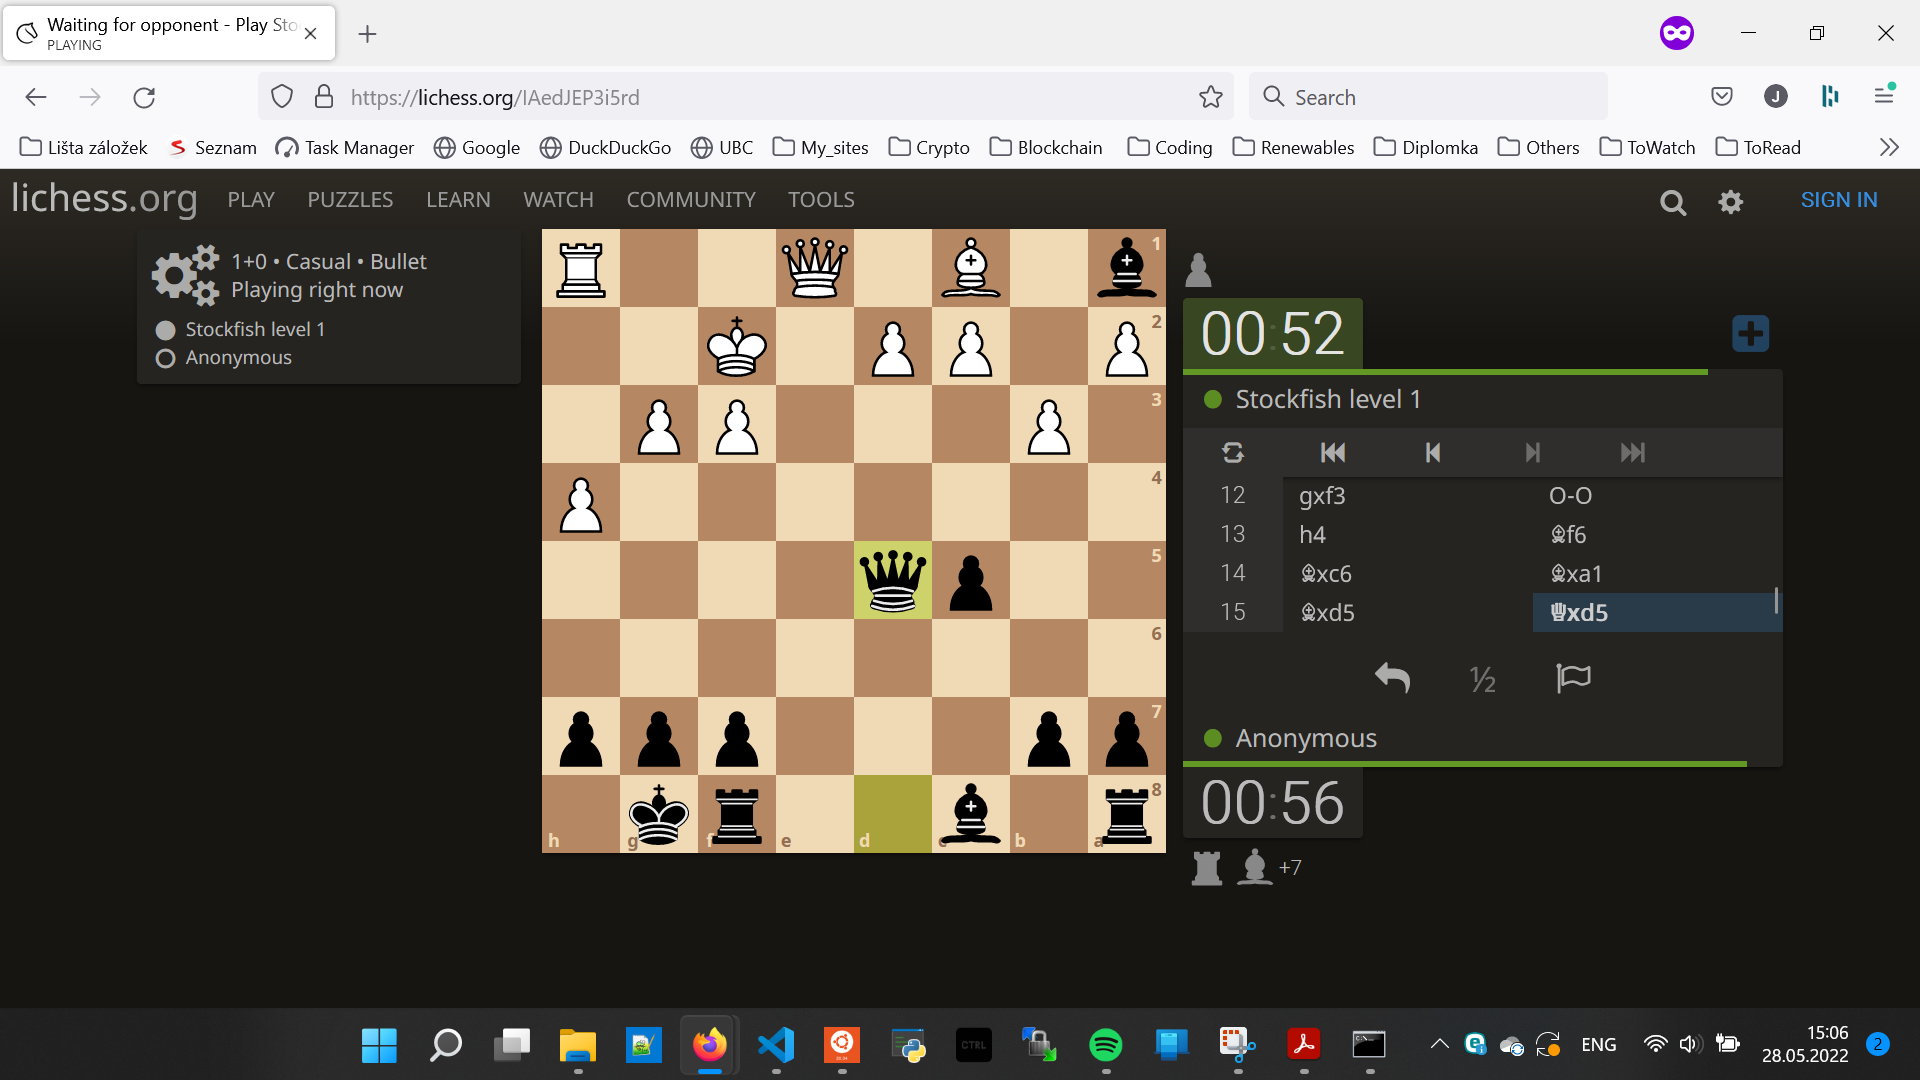 Waiting for opponent - Play Sto
PLAYING
https://lichess.org/IAedJEP3i5rd
Search
J
Lišta záložek
Seznam
Task Manager
Google
DuckDuckGo
UBC
My_sites
Crypto
Blockchain
Coding
Renewables
Diplomka
Others
ToWatch
ToRead
lichess.org
PLAY
PUZZLES
LEARN
WATCH
COMMUNITY
TOOLS
SIGN IN
1+0 • Casual • Bullet
Playing right now
Stockfish level 1
Anonymous
1
2
3
4
5
6
7
8
h
g
f
e
d
c
b
a
00:52
Stockfish level 1
12 gxf3 O-O
13 h4 ♗f6
14 ♗xc6 ♗xa1
15 ♗xd5 ♕xd5
½
Anonymous
00:56
+7
CTRL
ENG
15:06
28.05.2022
2